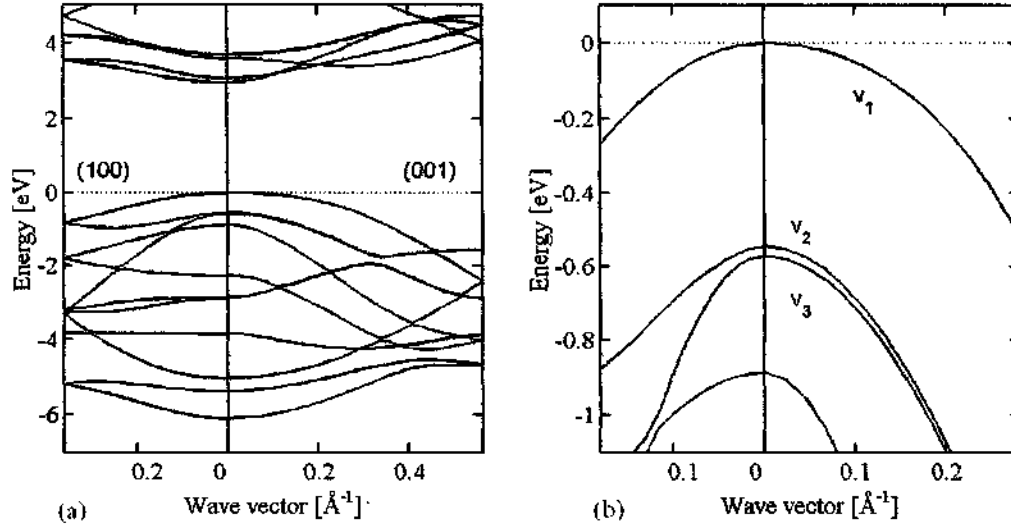 4
2
0
-2
-4
-6
Energy [eV]
(100)
(001)
0.2
0
0.2
0.4
Wave vector [Å-1]
(a)
0
-0.2
-0.4
-0.6
-0.8
-1
Energy [eV]
v1
v2
v3
0.1
0
0.1
0.2
Wave vector [Å-1]
(b)